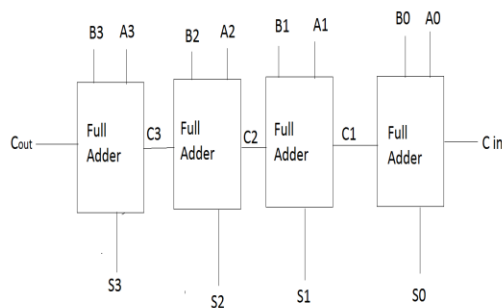 B3 A3 B2 A2 B1 A1 B0 A0
Full Adder
Full Adder
Full Adder
Full Adder
Cout C3 C2 C1 C in
S3 S2 S1 S0